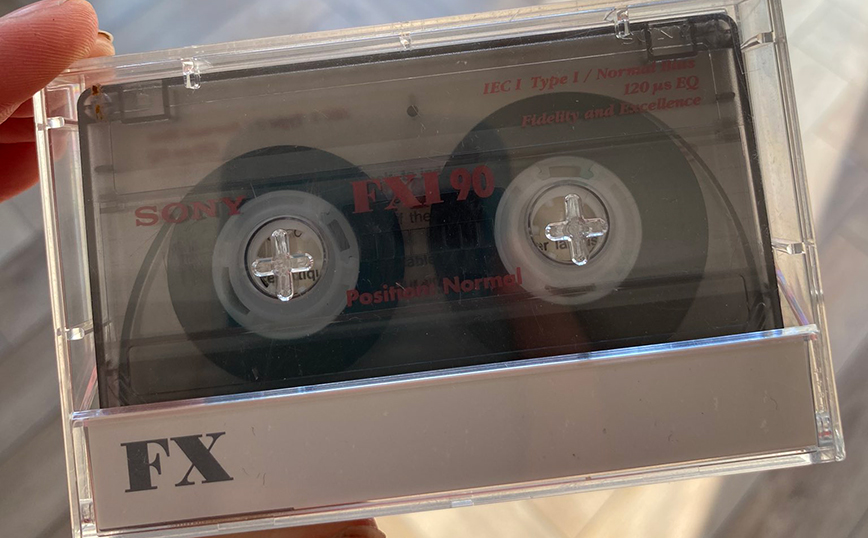 IEC I Type I / Normal Bias
120 µs EQ
Fidelity and Excellence
SONY
FXI 90
Position Normal
FX